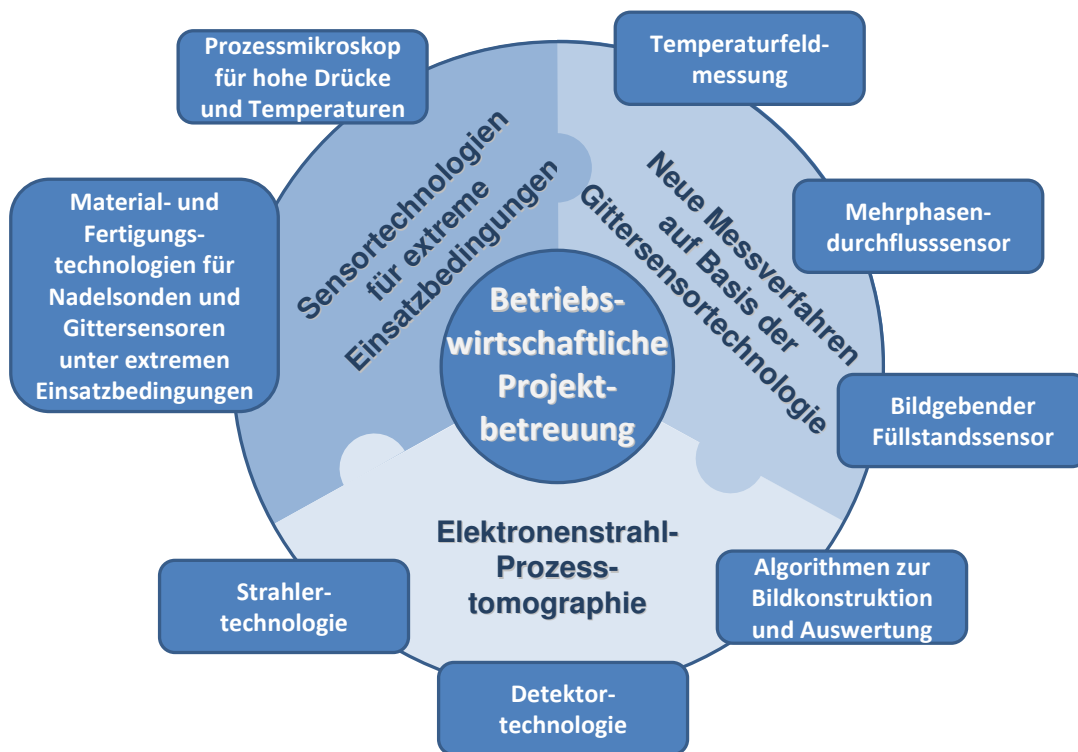 Prozessmikroskop
für hohe Drücke
und Temperaturen
Temperaturfeld-
messung
Material- und
Fertigungs-
technologien für
Nadelsonden und
Gittersensoren
unter extremen
Einsatzbedingungen
Sensortechnologien
für extreme
Einsatzbedingungen
Neue Messverfahren
auf Basis der
Gittersensortechnologie
Mehrphasen-
durchflusssensor
Betriebs-
wirtschaftliche
Projekt-
betreuung
Bildgebender
Füllstandssensor
Elektronenstrahl-
Prozess-
tomographie
Strahler-
technologie
Algorithmen zur
Bildkonstruktion
und Auswertung
Detektor-
technologie